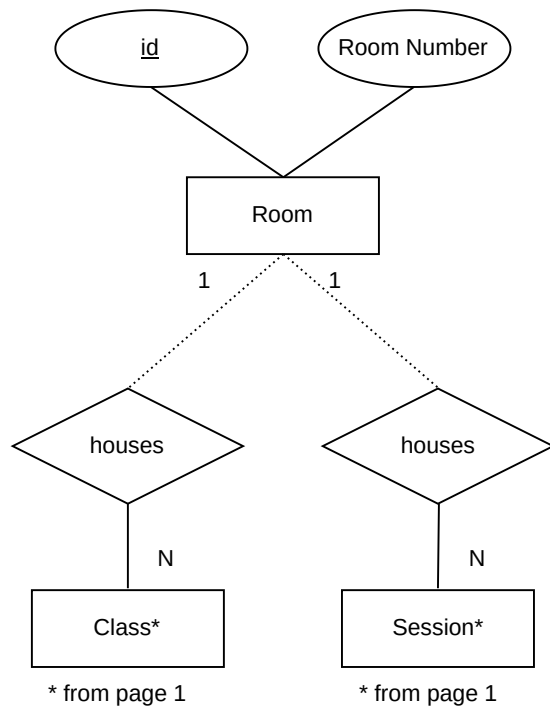 id
Room Number
Room
1
1
houses
houses
N
N
Class*
Session*
* from page 1
* from page 1